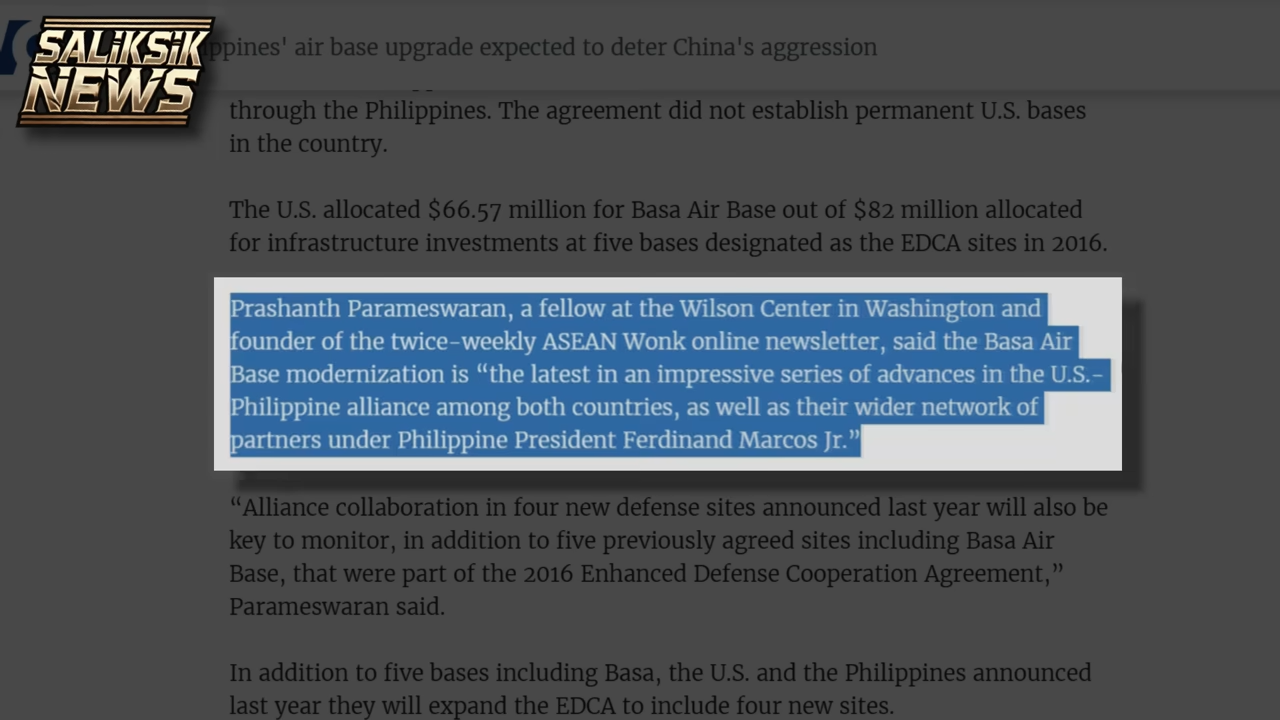 SALiKSiK
NEWS
ppines' air base upgrade expected to deter China's aggression
through the Philippines. The agreement did not establish permanent U.S. bases
in the country.
The U.S. allocated $66.57 million for Basa Air Base out of $82 million allocated
for infrastructure investments at five bases designated as the EDCA sites in 2016.
Prashanth Parameswaran, a fellow at the Wilson Center in Washington and
founder of the twice-weekly ASEAN Wonk online newsletter, said the Basa Air
Base modernization is “the latest in an impressive series of advances in the U.S.-
Philippine alliance among both countries, as well as their wider network of
partners under Philippine President Ferdinand Marcos Jr.”
“Alliance collaboration in four new defense sites announced last year will also be
key to monitor, in addition to five previously agreed sites including Basa Air
Base, that were part of the 2016 Enhanced Defense Cooperation Agreement,”
Parameswaran said.
In addition to five bases including Basa, the U.S. and the Philippines announced
last year they will expand the EDCA to include four new sites.